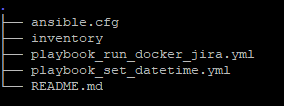 .
├── ansible.cfg
├── inventory
├── playbook_run_docker_jira.yml
├── playbook_set_datetime.yml
└── README.md